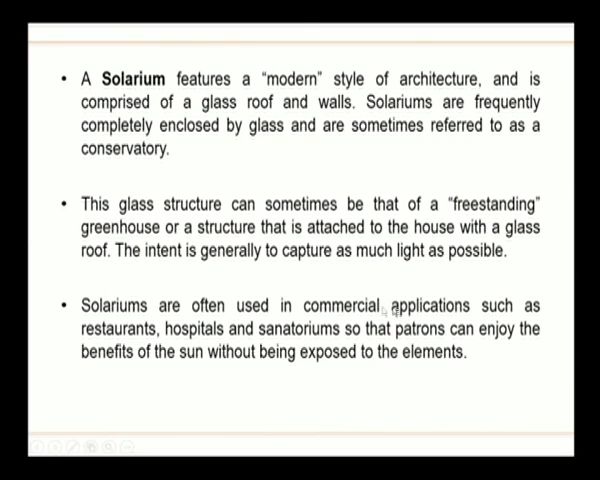 • A Solarium features a “modern” style of architecture, and is
comprised of a glass roof and walls. Solariums are frequently
completely enclosed by glass and are sometimes referred to as a
conservatory.
• This glass structure can sometimes be that of a “freestanding”
greenhouse or a structure that is attached to the house with a glass
roof. The intent is generally to capture as much light as possible.
• Solariums are often used in commercial applications such as
restaurants, hospitals and sanatoriums so that patrons can enjoy the
benefits of the sun without being exposed to the elements.